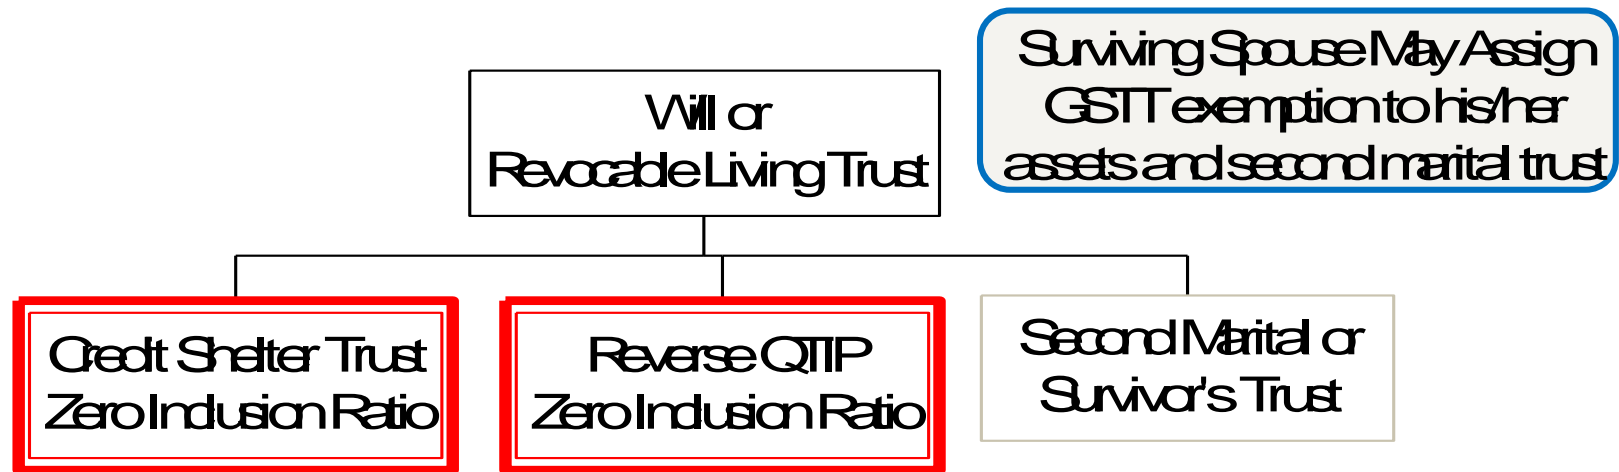 Surviving Spouse May Assign
GSTT exemption to his/her
assets and second marital trust
Will or
Revocable Living Trust
Credit Shelter Trust
Zero Inclusion Ratio
Reverse QTIP
Zero Inclusion Ratio
Second Marital or
Survivor's Trust